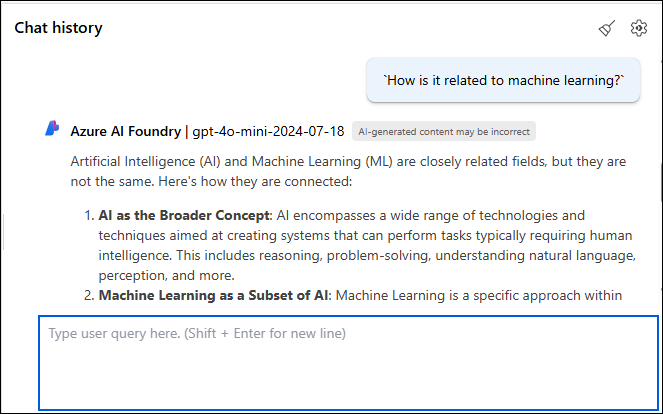 Chat history
`How is it related to machine learning?`
Azure AI Foundry | gpt-4o-mini-2024-07-18 AI-generated content may be incorrect
Artificial Intelligence (AI) and Machine Learning (ML) are closely related fields, but they are
not the same. Here's how they are connected:
1. AI as the Broader Concept: AI encompasses a wide range of technologies and
techniques aimed at creating systems that can perform tasks typically requiring human
intelligence. This includes reasoning, problem-solving, understanding natural language,
perception, and more.
2. Machine Learning as a Subset of AI: Machine Learning is a specific approach within
Type user query here. (Shift + Enter for new line)